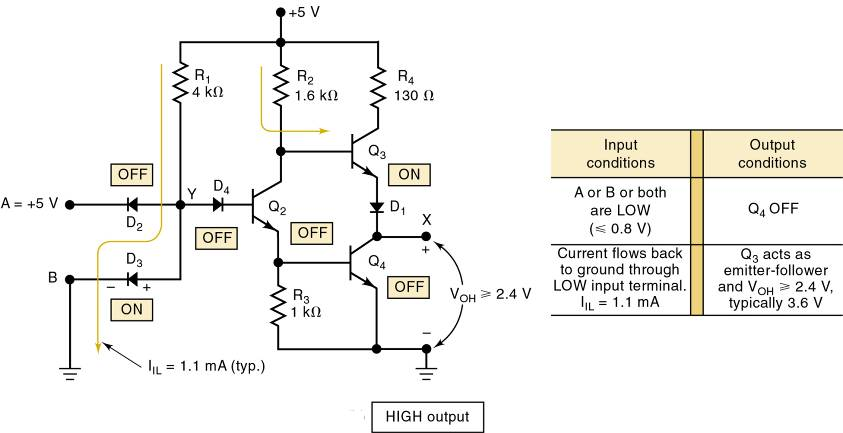 +5 V
R1
4 kΩ
R2
1.6 kΩ
R4
130 Ω
Q3
ON
OFF
A = +5 V
D2
Y
D4
OFF
Q2
OFF
D1
X
+
B
D3
–
+
ON
Q4
OFF
R3
1 kΩ
VOH ≥ 2.4 V
–
IIL = 1.1 mA (typ.)
HIGH output
Input
conditions
Output
conditions
A or B or both
are LOW
(≤ 0.8 V)
Q4 OFF
Current flows back
to ground through
LOW input terminal.
IIL = 1.1 mA
Q3 acts as
emitter-follower
and VOH ≥ 2.4 V,
typically 3.6 V